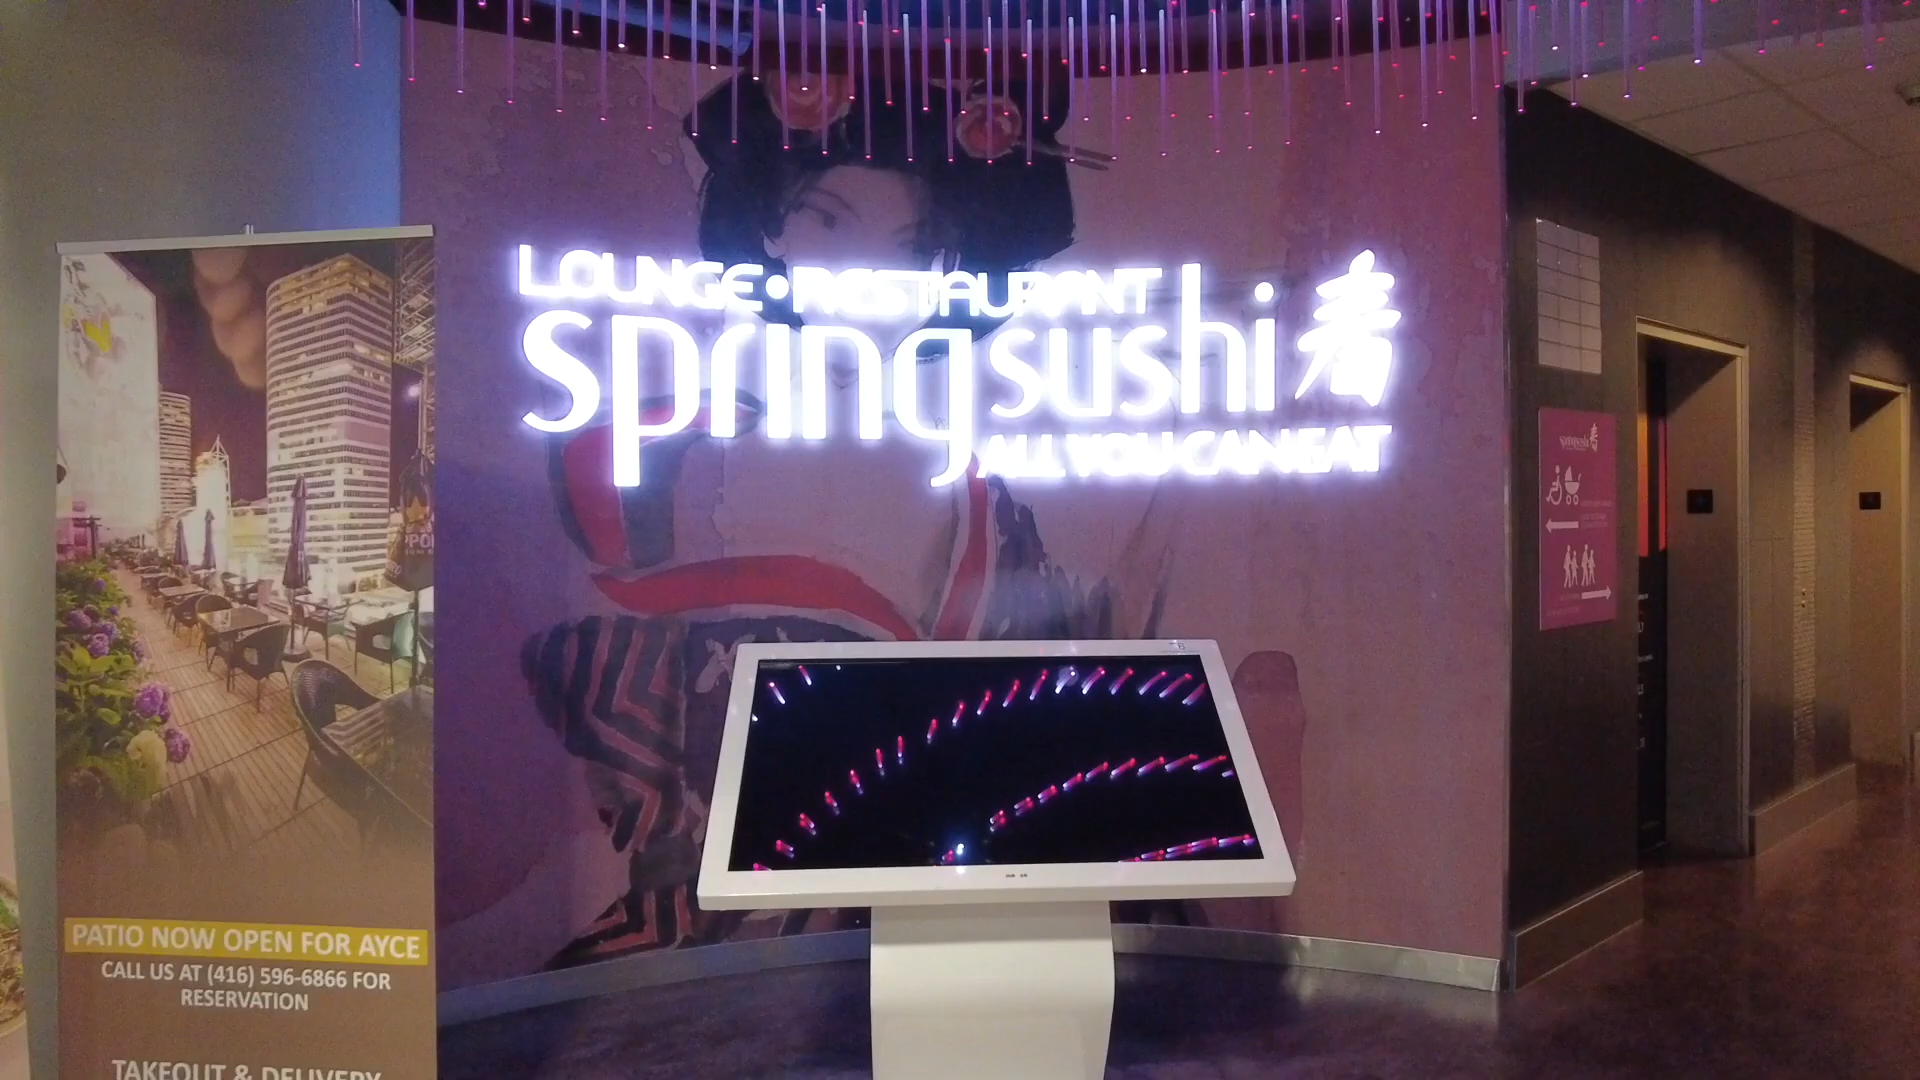 LOUNGE • RESTAURANT
spring sushi
ALL YOU CAN EAT
PATIO NOW OPEN FOR AYCE
CALL US AT (416) 596-6866 FOR
RESERVATION
TAKEOUT & DELIVERY
springsushi